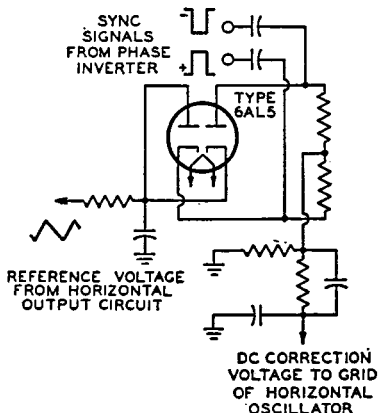 SYNC
SIGNALS
FROM PHASE
INVERTER
−
+
TYPE
6AL5
REFERENCE VOLTAGE
FROM HORIZONTAL
OUTPUT CIRCUIT
DC CORRECTION
VOLTAGE TO GRID
OF HORIZONTAL
OSCILLATOR